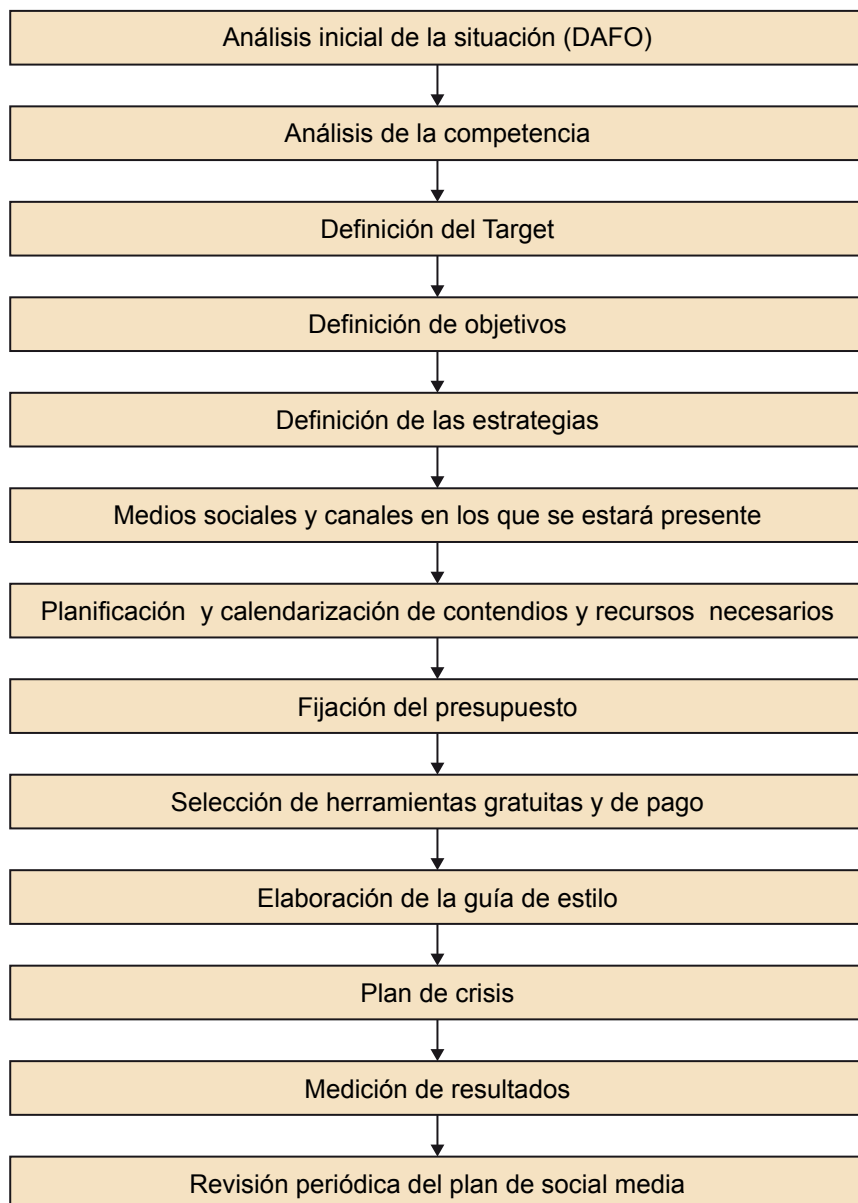 Análisis inicial de la situación (DAFO)
Análisis de la competencia
Definición del Target
Definición de objetivos
Definición de las estrategias
Medios sociales y canales en los que se estará presente
Planificación y calendarización de contendios y recursos necesarios
Fijación del presupuesto
Selección de herramientas gratuitas y de pago
Elaboración de la guía de estilo
Plan de crisis
Medición de resultados
Revisión periódica del plan de social media